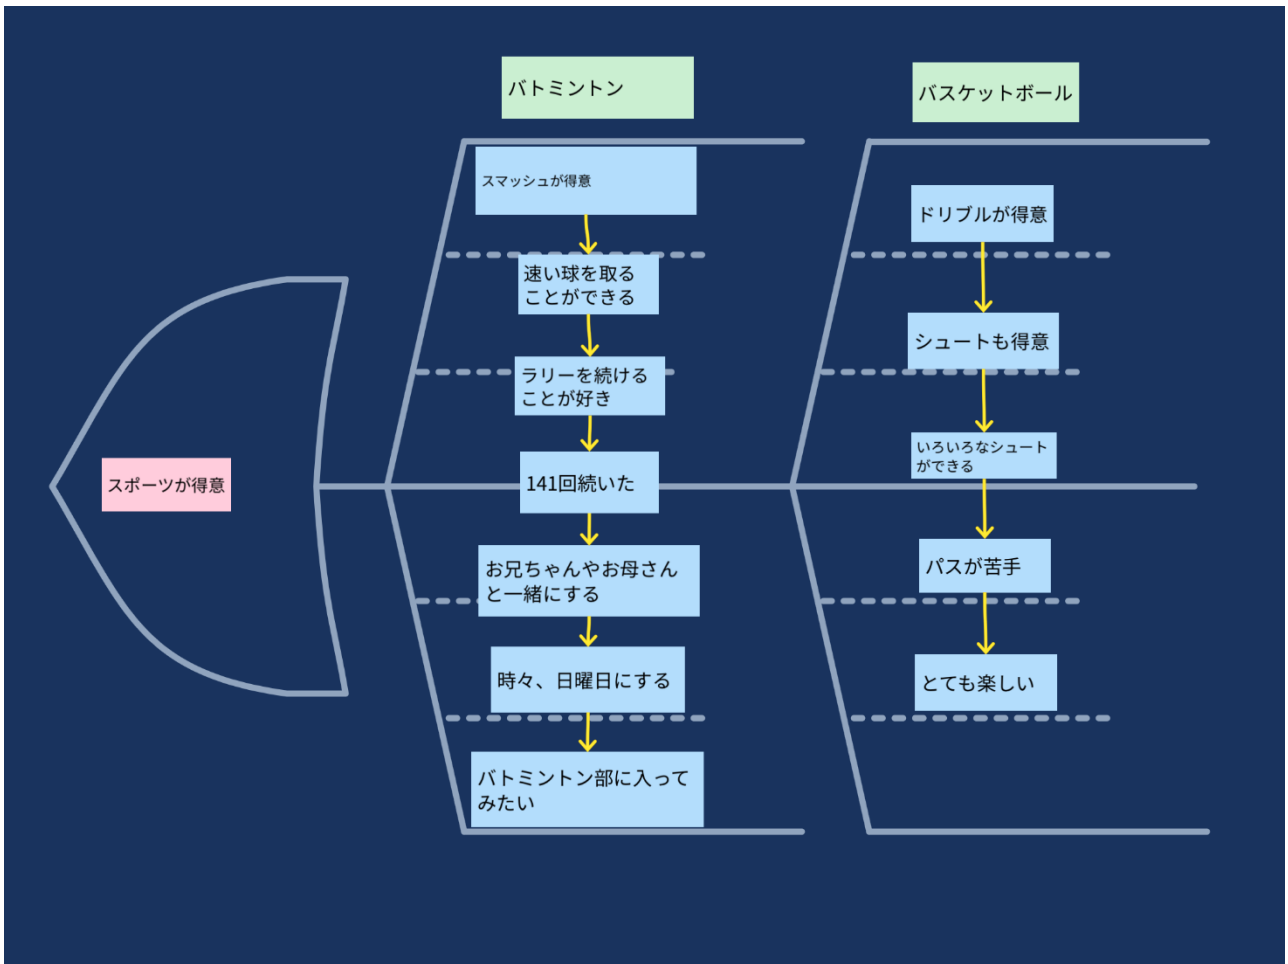 スポーツが得意
バトミントン
スマッシュが得意
速い球を取る
ことができる
ラリーを続ける
ことが好き
141回続いた
お兄ちゃんやお母さん
と一緒にする
時々、日曜日にする
バトミントン部に入って
みたい
バスケットボール
ドリブルが得意
シュートも得意
いろいろなシュート
ができる
パスが苦手
とても楽しい